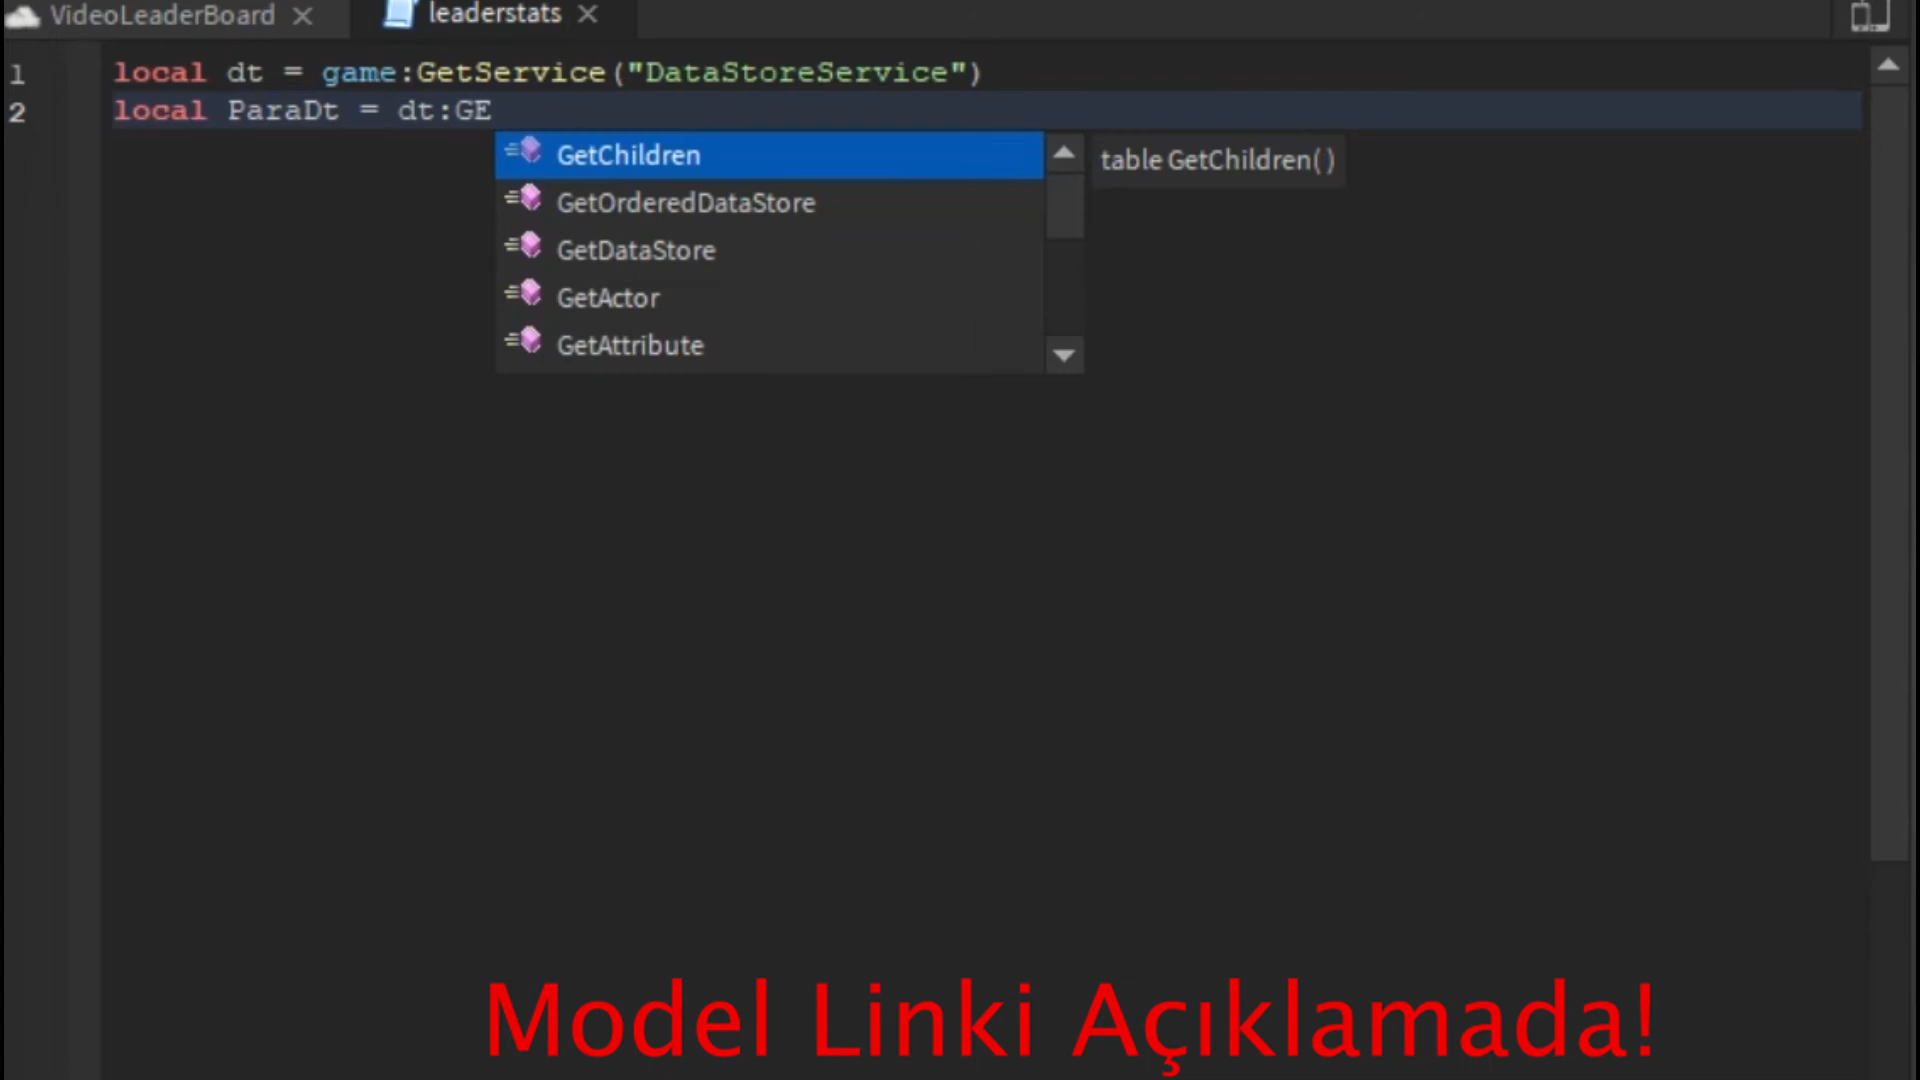 VideoLeaderBoard
leaderstats
1 local dt = game:GetService("DataStoreService")
2 local ParaDt = dt:GE
GetChildren
table GetChildren()
GetOrderedDataStore
GetDataStore
GetActor
GetAttribute
Model Linki Açıklamada!